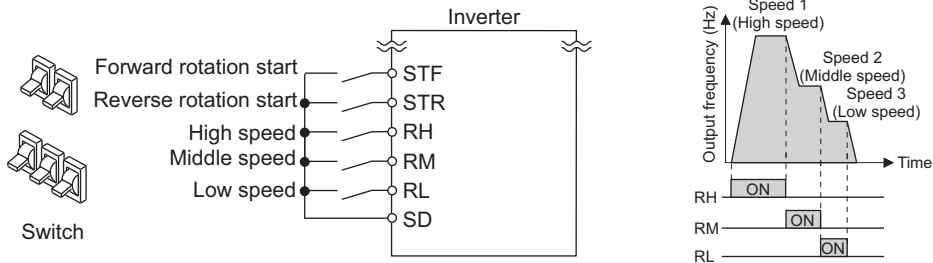 Inverter
Forward rotation start
STF
Reverse rotation start
STR
High speed
RH
Middle speed
RM
Low speed
RL
SD
Switch
Output frequency (Hz)
Speed 1
(High speed)
Speed 2
(Middle speed)
Speed 3
(Low speed)
Time
RH
ON
RM
ON
RL
ON